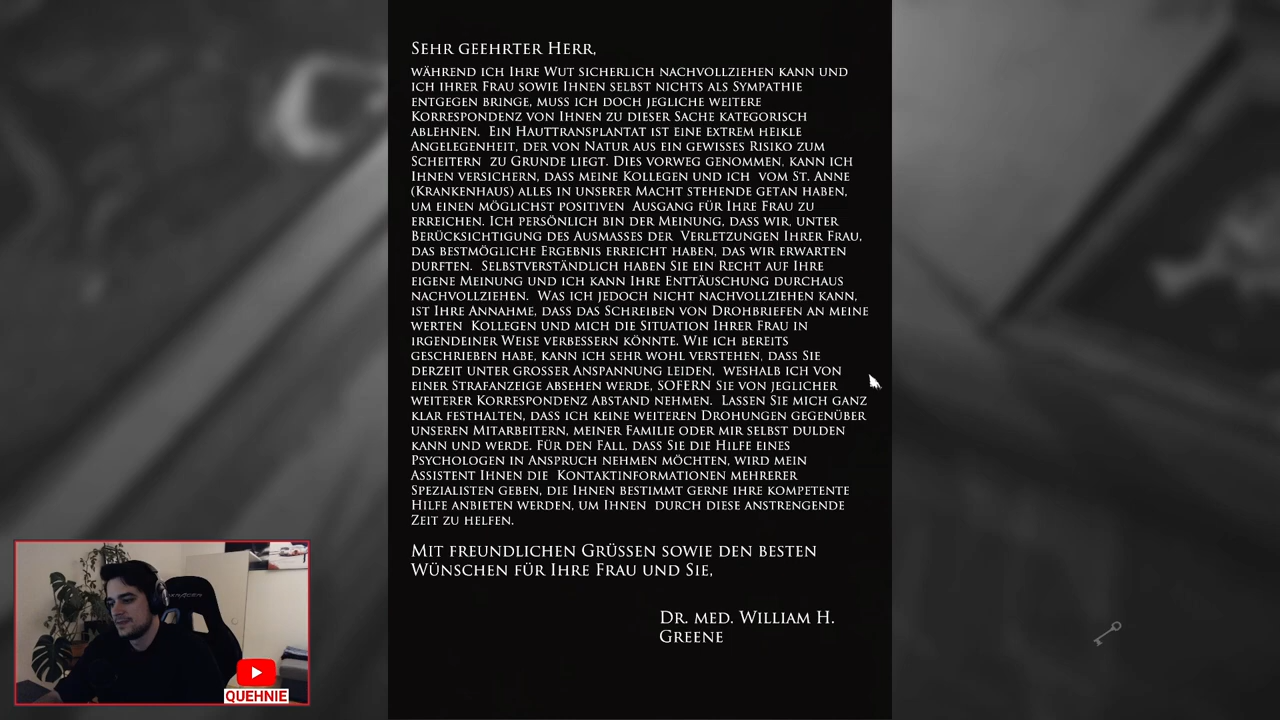 Sehr geehrter Herr,
während ich Ihre Wut sicherlich nachvollziehen kann und
ich ihrer Frau sowie Ihnen selbst nichts als Sympathie
entgegen bringe, muss ich doch jegliche weitere
Korrespondenz von Ihnen zu dieser Sache kategorisch
ablehnen. Ein Hauttransplantat ist eine extrem heikle
Angelegenheit, der von Natur aus ein gewisses Risiko zum
Scheitern zu Grunde liegt. Dies vorweg genommen, kann ich
Ihnen versichern, dass meine Kollegen und ich vom St. Anne
(Krankenhaus) alles in unserer Macht stehende getan haben,
um einen möglichst positiven Ausgang für Ihre Frau zu
erreichen. Ich persönlich bin der Meinung, dass wir, unter
Berücksichtigung des Ausmasses der Verletzungen Ihrer Frau,
das bestmögliche Ergebnis erreicht haben, das wir erwarten
durften. Selbstverständlich haben Sie ein Recht auf Ihre
eigene Meinung und ich kann Ihre Enttäuschung durchaus
nachvollziehen. Was ich jedoch nicht nachvollziehen kann,
ist Ihre Annahme, dass das Schreiben von Drohbriefen an meine
werten Kollegen und mich die Situation Ihrer Frau in
irgendeiner Weise verbessern könnte. Wie ich bereits
geschrieben habe, kann ich sehr wohl verstehen, dass Sie
derzeit unter grosser Anspannung leiden, weshalb ich von
einer Strafanzeige absehen werde, SOFERN Sie von jeglicher
weiterer Korrespondenz Abstand nehmen. Lassen Sie mich ganz
klar festhalten, dass ich keine weiteren Drohungen gegenüber
unseren Mitarbeitern, meiner Familie oder mir selbst dulden
kann und werde. Für den Fall, dass Sie die Hilfe eines
Psychologen in Anspruch nehmen möchten, wird mein
Assistent Ihnen die Kontaktinformationen mehrerer
Spezialisten geben, die Ihnen bestimmt gerne ihre kompetente
Hilfe anbieten werden, um Ihnen durch diese anstrengende
Zeit zu helfen.
Mit freundlichen Grüssen sowie den besten
Wünschen für Ihre Frau und Sie,
Dr. med. William H.
Greene
QUEHNIE